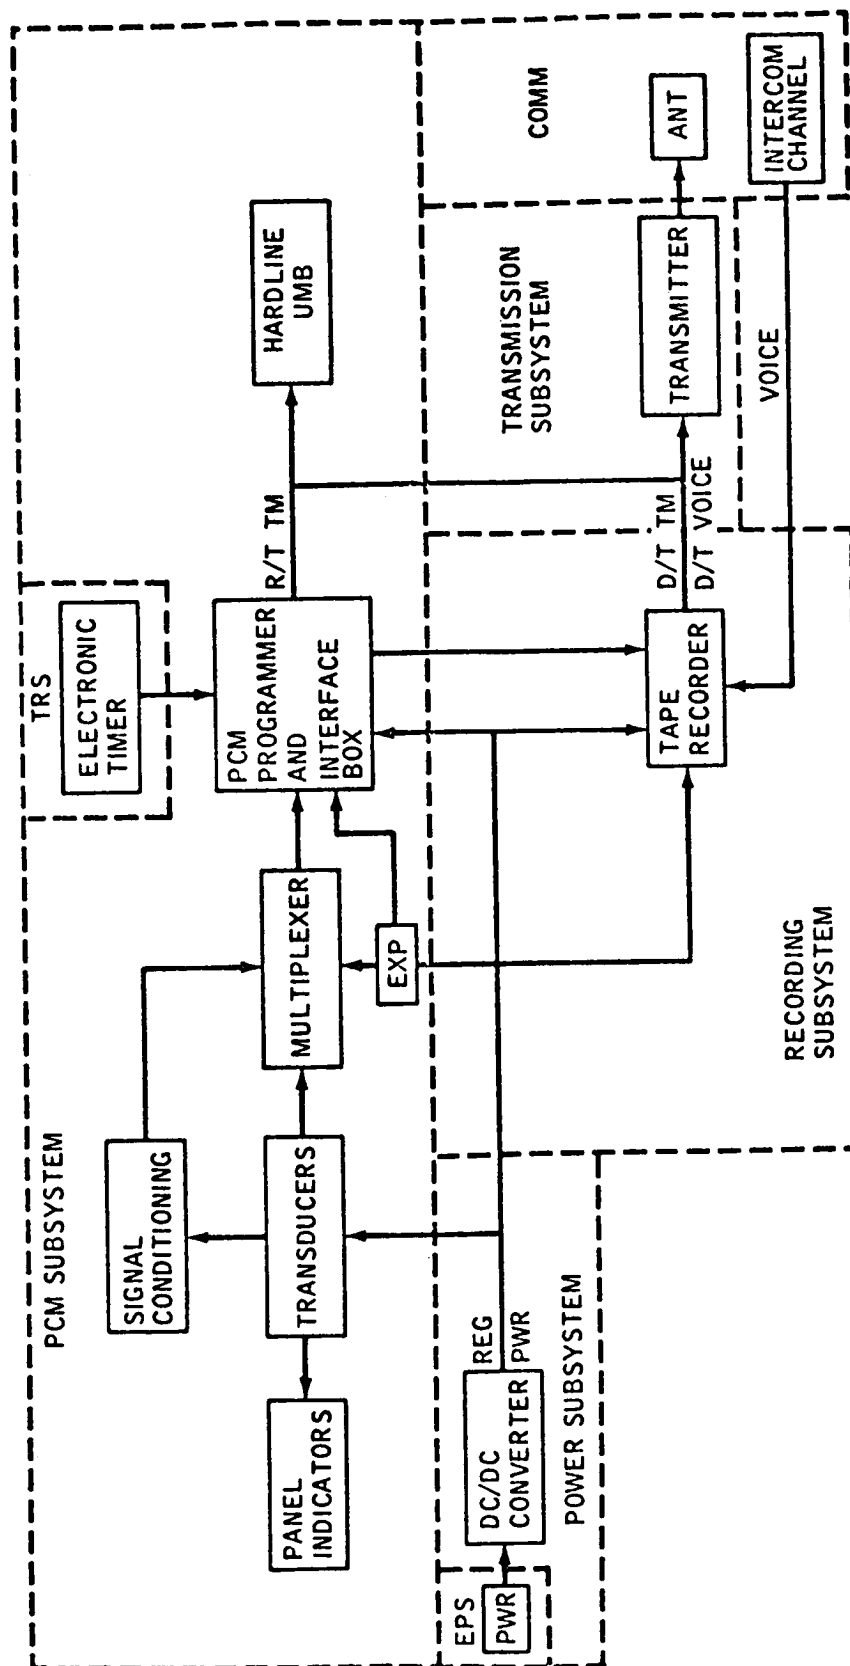 PCM SUBSYSTEM
TRS
ELECTRONIC
TIMER
SIGNAL
CONDITIONING
PANEL
INDICATORS
TRANSDUCERS
MULTIPLEXER
EXP
PCM
PROGRAMMER
AND
INTERFACE
BOX
R/T TM
HARDLINE
UMB
EPS
PWR
DC/DC
CONVERTER
REG
PWR
POWER SUBSYSTEM
RECORDING
SUBSYSTEM
TAPE
RECORDER
D/T TM
D/T VOICE
TRANSMISSION
SUBSYSTEM
TRANSMITTER
VOICE
COMM
ANT
INTERCOM
CHANNEL